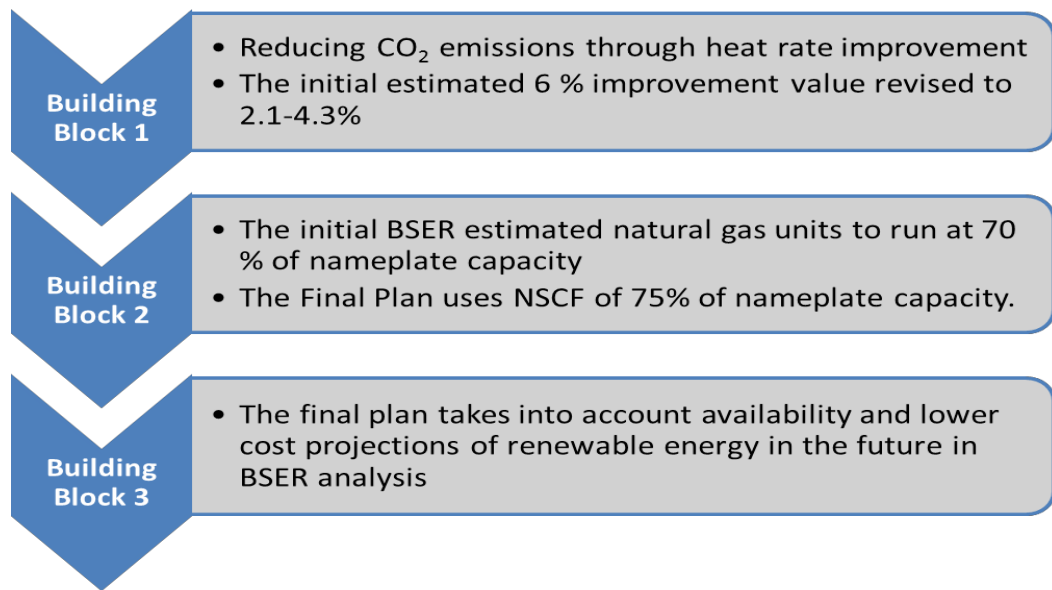 Building
Block 1
• Reducing CO₂ emissions through heat rate improvement
• The initial estimated 6 % improvement value revised to
2.1-4.3%
Building
Block 2
• The initial BSER estimated natural gas units to run at 70
% of nameplate capacity
• The Final Plan uses NSCF of 75% of nameplate capacity.
Building
Block 3
• The final plan takes into account availability and lower
cost projections of renewable energy in the future in
BSER analysis